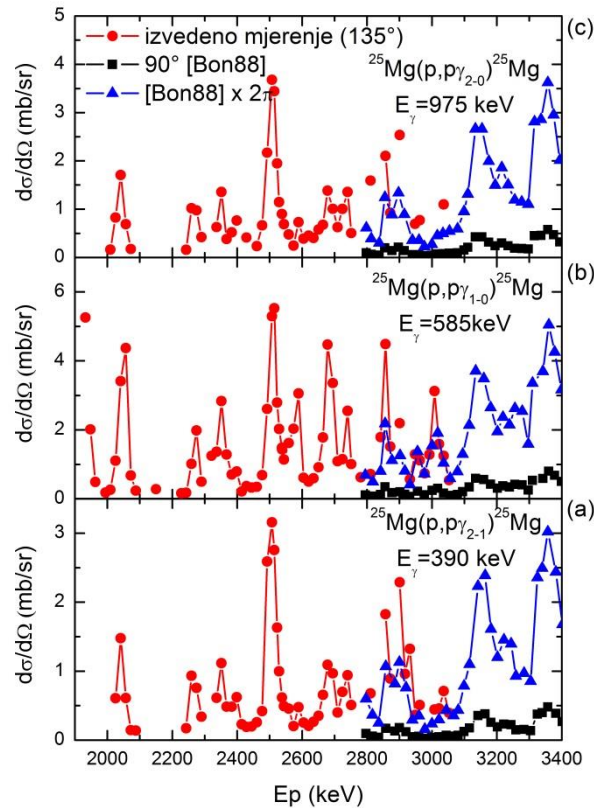 (c)
izvedeno mjerenje (135°)
90° [Bon88]
[Bon88] x 2π
²⁵Mg(p,pγ₂₋₀)²⁵Mg
E_γ=975 keV
dσ/dΩ (mb/sr)
5
4
3
2
1
0
(b)
²⁵Mg(p,pγ₁₋₀)²⁵Mg
E_γ=585keV
dσ/dΩ (mb/sr)
6
4
2
0
(a)
²⁵Mg(p,pγ₂₋₁)²⁵Mg
E_γ=390 keV
dσ/dΩ (mb/sr)
3
2
1
0
2000 2200 2400 2600 2800 3000 3200 3400
Ep (keV)